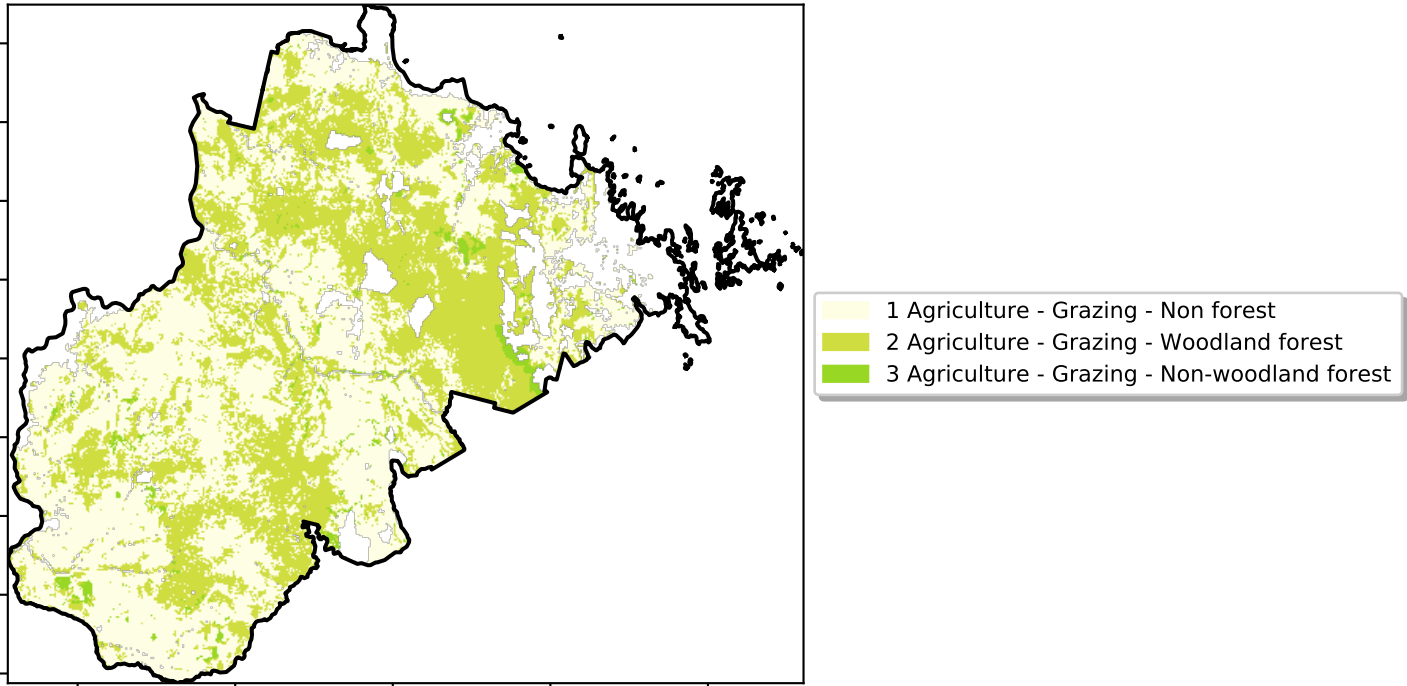 1 Agriculture - Grazing - Non forest
2 Agriculture - Grazing - Woodland forest
3 Agriculture - Grazing - Non-woodland forest